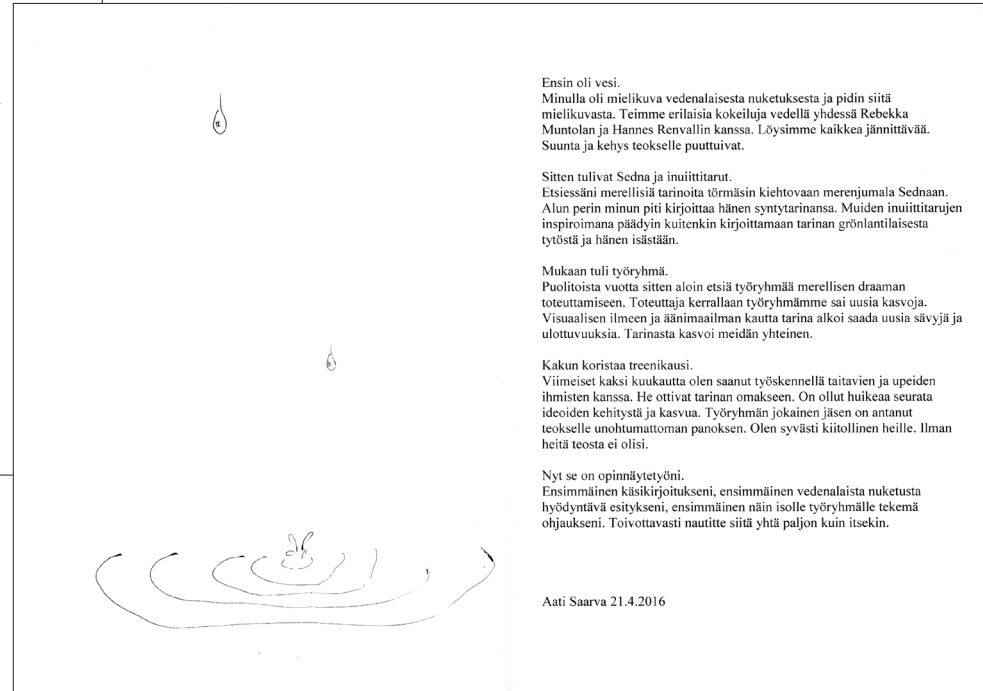 Ensin oli vesi.
Minulla oli mielikuva vedenalaisesta nuketuksesta ja pidin siitä
mielikuvasta. Teimme erilaisia kokeiluja vedellä yhdessä Rebekka
Muntolan ja Hannes Renvallin kanssa. Löysimme kaikkea jännittävää.
Suunta ja kehys teokselle puuttuivat.
Sitten tulivat Sedna ja inuiittitarut.
Etsiessäni merellisiä tarinoita törmäsin kiehtovaan merenjumala Sednaan.
Alun perin minun piti kirjoittaa hänen syntytarinansa. Muiden inuiittitarujen
inspiroimana päädyin kuitenkin kirjoittamaan tarinan grönlantilaisesta
tytöstä ja hänen isästään.
Mukaan tuli työryhmä.
Puolitoista vuotta sitten aloin etsiä työryhmää merellisen draaman
toteuttamiseen. Toteuttaja kerrallaan työryhmämme sai uusia kasvoja.
Visuaalisen ilmeen ja äänimaailman kautta tarina alkoi saada uusia sävyjä ja
ulottuvuuksia. Tarinasta kasvoi meidän yhteinen.
Kakun koristaa treenikausi.
Viimeiset kaksi kuukautta olen saanut työskennellä taitavien ja upeiden
ihmisten kanssa. He ottivat tarinan omakseen. On ollut huikeaa seurata
ideoiden kehitystä ja kasvua. Työryhmän jokainen jäsen on antanut
teokselle unohtumattoman panoksen. Olen syvästi kiitollinen heille. Ilman
heitä teosta ei olisi.
Nyt se on opinnäytetyöni.
Ensimmäinen käsikirjoitukseni, ensimmäinen vedenalaista nuketusta
hyödyntävä esitykseni, ensimmäinen näin isolle työryhmälle tekemä
ohjaukseni. Toivottavasti nautitte siitä yhtä paljon kuin itsekin.
Aati Saarva 21.4.2016